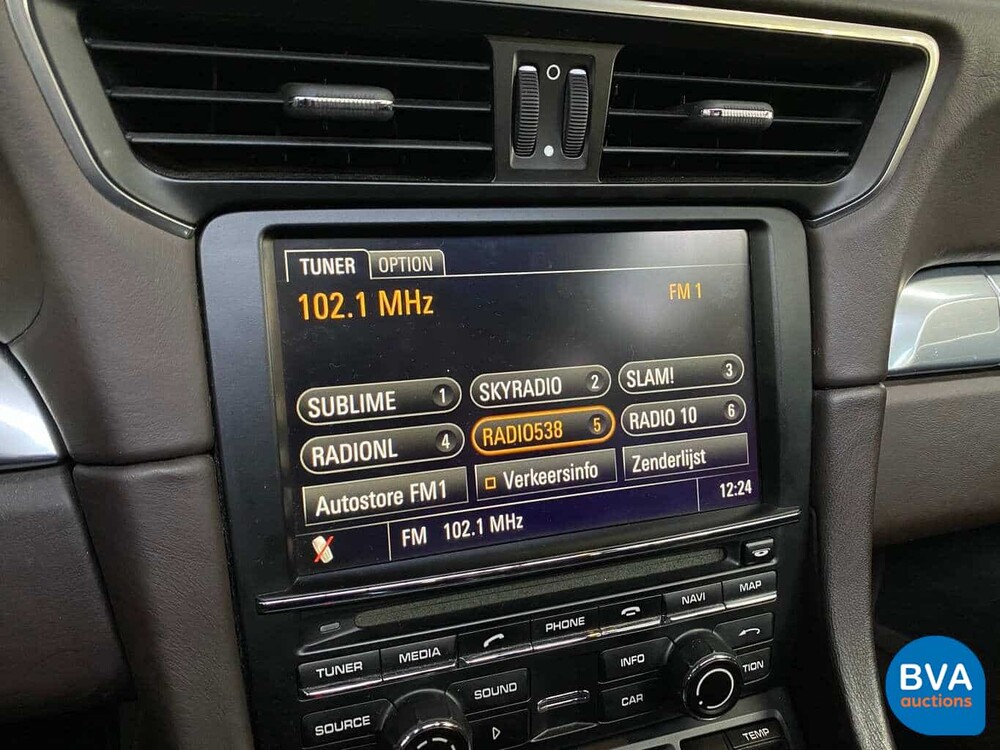 TUNER OPTION
102.1 MHz FM 1
SUBLIME 1 SKYRADIO 2 SLAM! 3
RADIONL 4 RADIO538 5 RADIO 10 6
Autostore FM1 Verkeersinfo Zenderlijst
FM 102.1 MHz 12:24
TUNER MEDIA PHONE NAVI MAP
SOURCE SOUND INFO CAR TION
TEMP
BVA
auctions